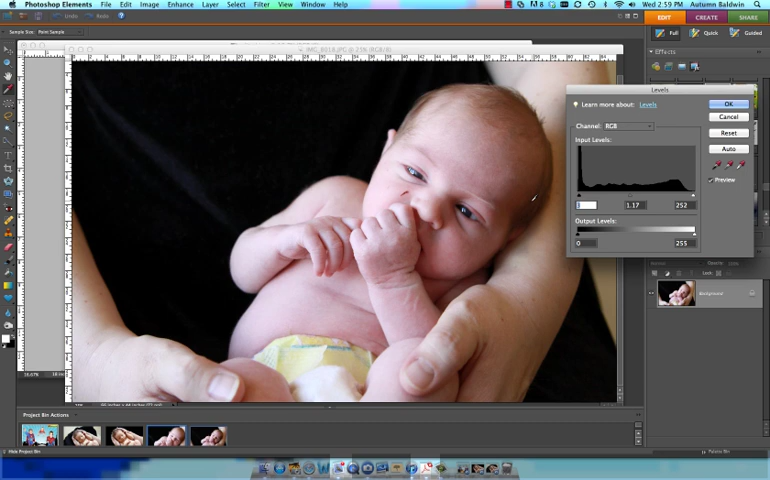 Photoshop Elements File Edit Image Enhance Layer Select Filter View Window Help
Wed 2:59 PM Autumn Baldwin
Undo Redo
EDIT CREATE SHARE
Sample Size: Point Sample
Full Quick Guided
Effects
Levels
Learn more about: Levels
OK
Cancel
Channel: RGB
Reset
Input Levels:
Auto
Preview
1.17 252
Output Levels:
0 255
Background
Project Bin Actions
Hide Project Bin
Palette Bin